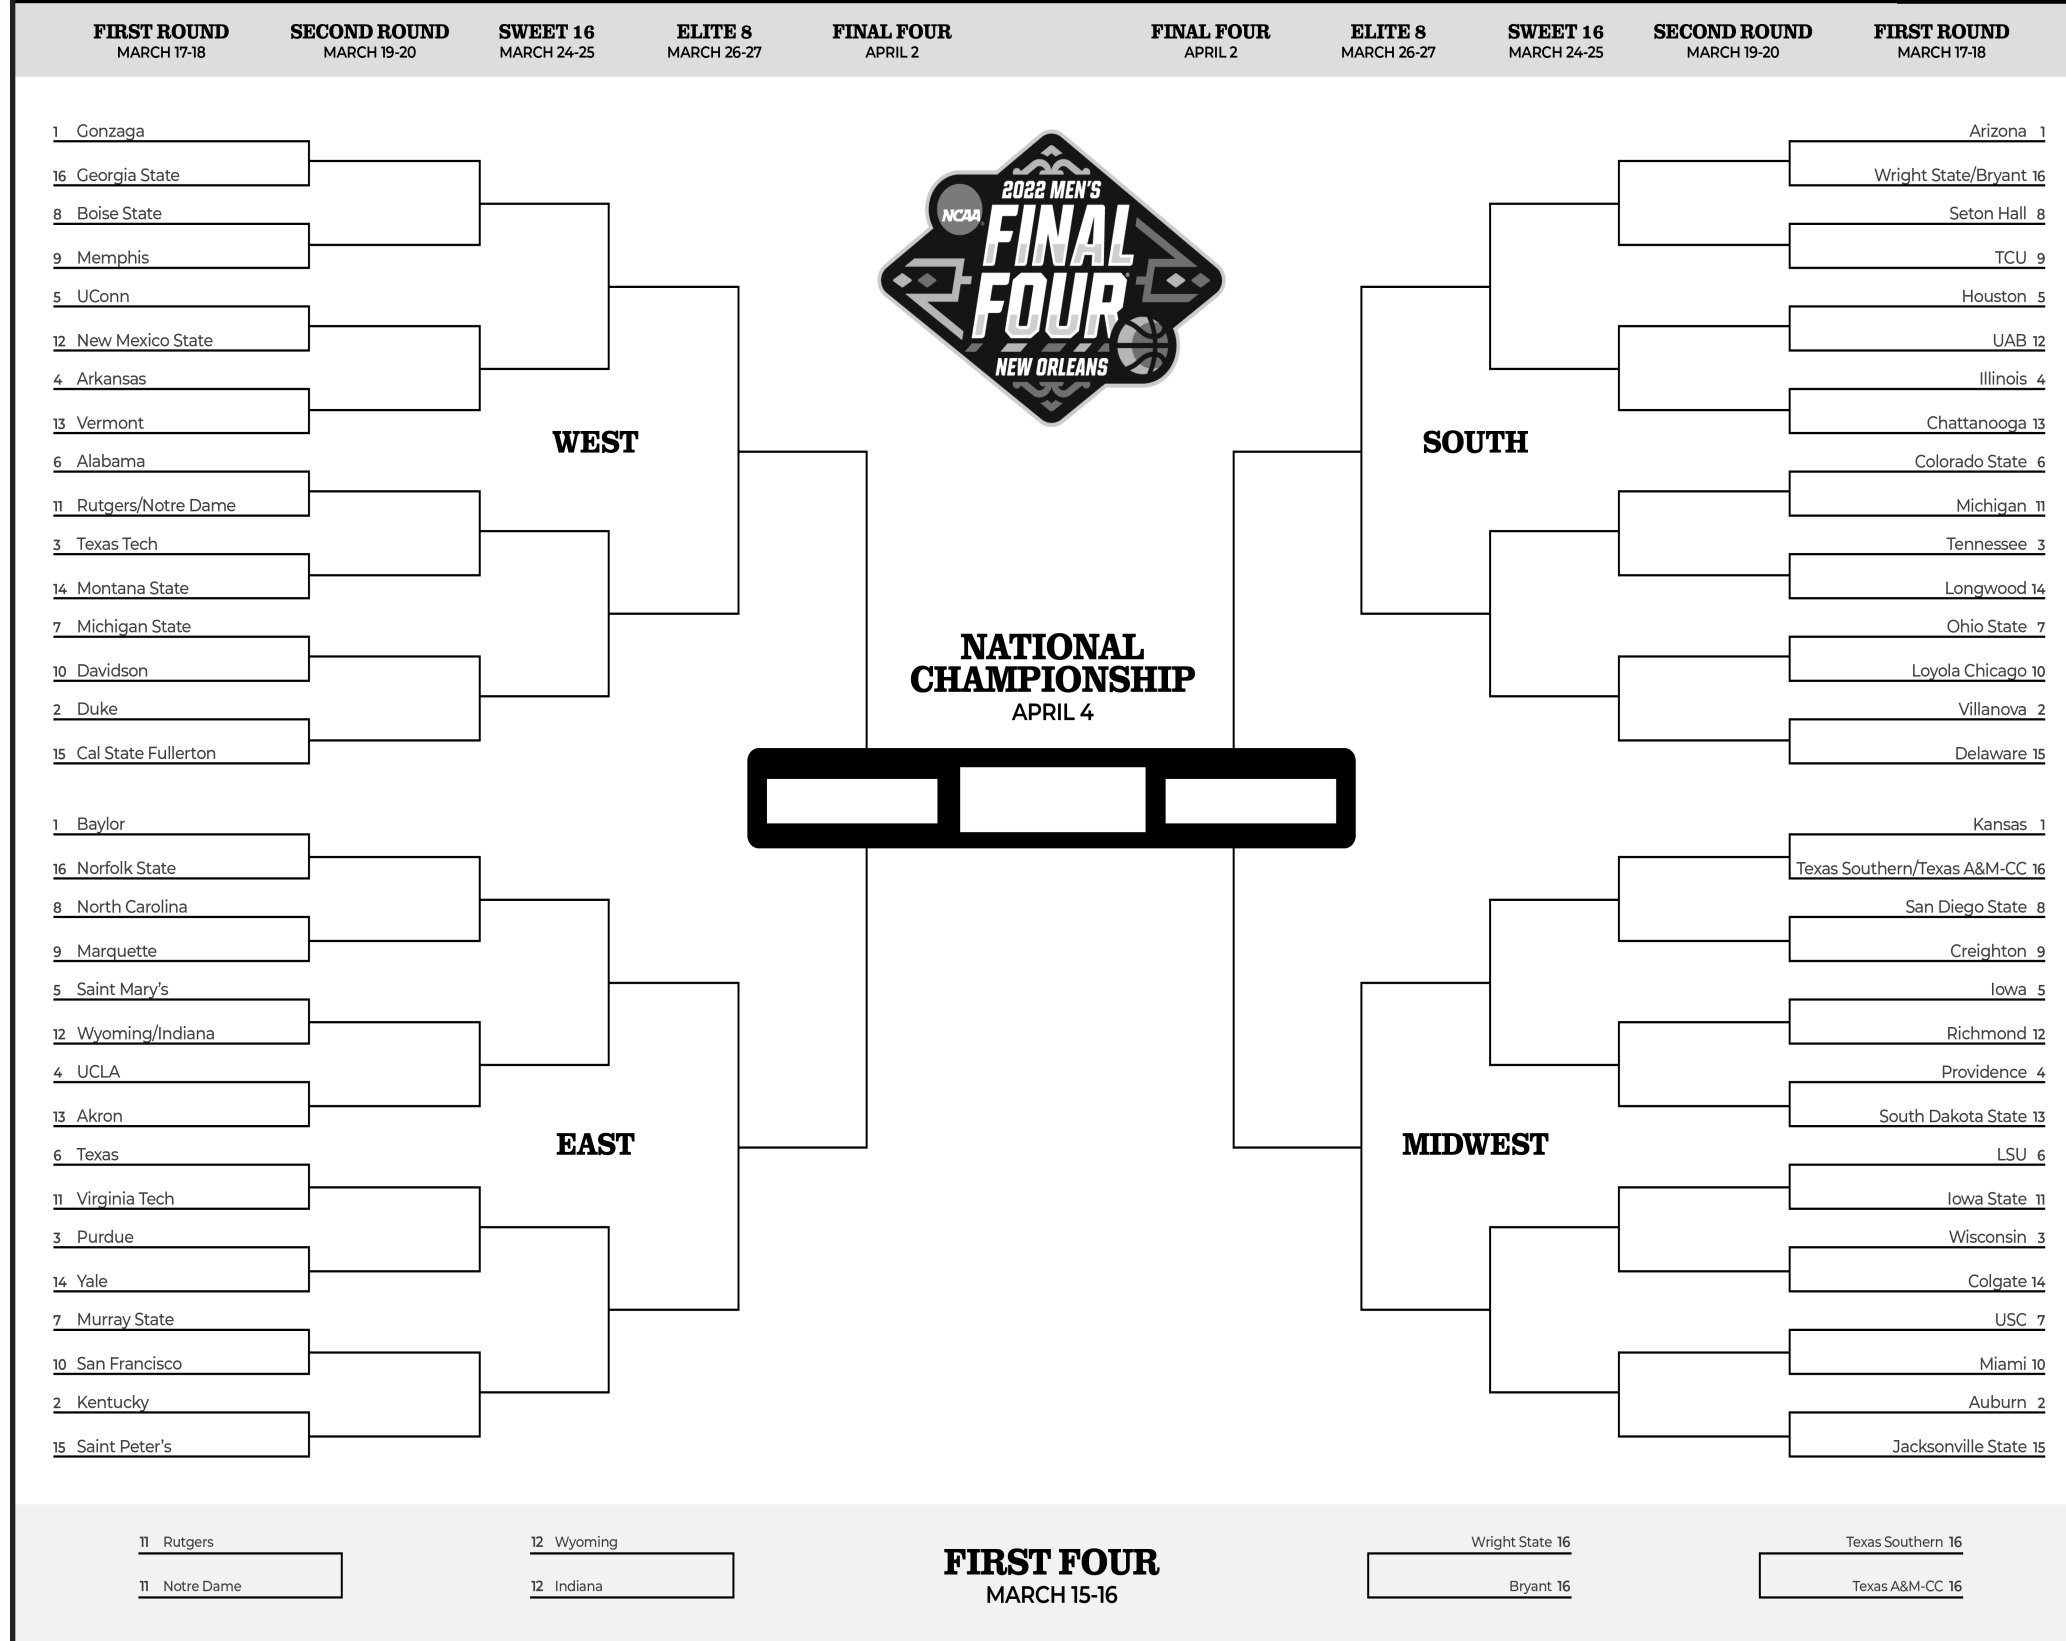 FIRST ROUND
MARCH 17-18
SECOND ROUND
MARCH 19-20
SWEET 16
MARCH 24-25
ELITE 8
MARCH 26-27
FINAL FOUR
APRIL 2
FINAL FOUR
APRIL 2
ELITE 8
MARCH 26-27
SWEET 16
MARCH 24-25
SECOND ROUND
MARCH 19-20
FIRST ROUND
MARCH 17-18
1 Gonzaga
16 Georgia State
8 Boise State
9 Memphis
5 UConn
12 New Mexico State
4 Arkansas
13 Vermont
WEST
6 Alabama
11 Rutgers/Notre Dame
3 Texas Tech
14 Montana State
7 Michigan State
10 Davidson
2 Duke
15 Cal State Fullerton
1 Baylor
16 Norfolk State
8 North Carolina
9 Marquette
5 Saint Mary’s
12 Wyoming/Indiana
4 UCLA
13 Akron
EAST
6 Texas
11 Virginia Tech
3 Purdue
14 Yale
7 Murray State
10 San Francisco
2 Kentucky
15 Saint Peter’s
2022 MEN'S
NCAA
FINAL
FOUR
NEW ORLEANS
NATIONAL
CHAMPIONSHIP
APRIL 4
Arizona 1
Wright State/Bryant 16
Seton Hall 8
TCU 9
Houston 5
UAB 12
Illinois 4
Chattanooga 13
SOUTH
Colorado State 6
Michigan 11
Tennessee 3
Longwood 14
Ohio State 7
Loyola Chicago 10
Villanova 2
Delaware 15
Kansas 1
Texas Southern/Texas A&M-CC 16
San Diego State 8
Creighton 9
Iowa 5
Richmond 12
Providence 4
South Dakota State 13
MIDWEST
LSU 6
Iowa State 11
Wisconsin 3
Colgate 14
USC 7
Miami 10
Auburn 2
Jacksonville State 15
11 Rutgers
11 Notre Dame
12 Wyoming
12 Indiana
FIRST FOUR
MARCH 15-16
Wright State 16
Bryant 16
Texas Southern 16
Texas A&M-CC 16